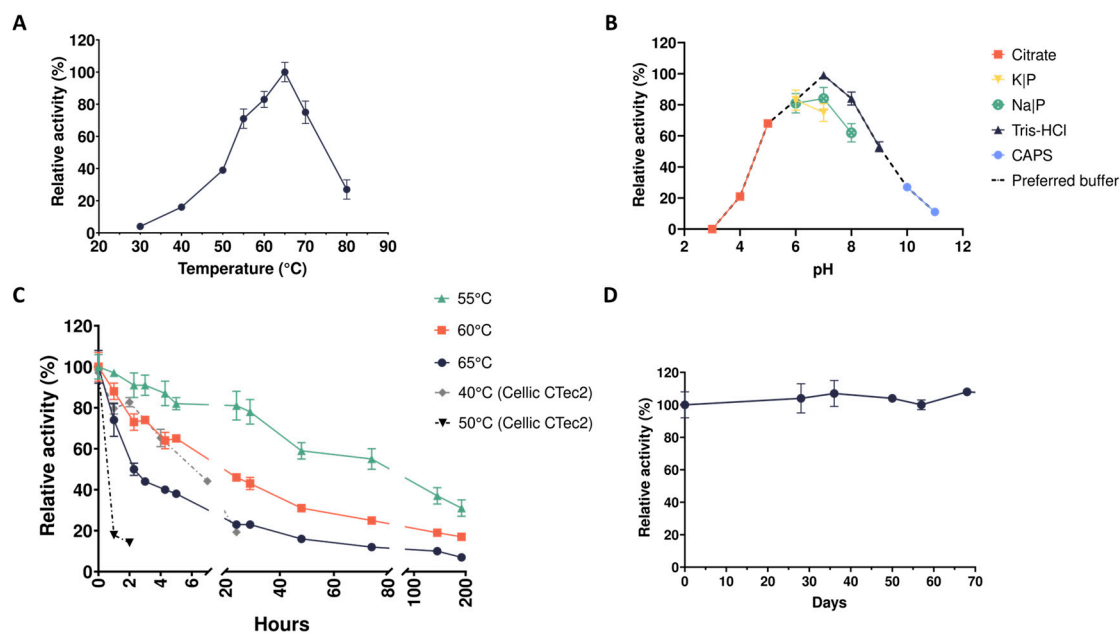 A
120
100
80
60
40
20
0
Relative activity (%)
20 30 40 50 60 70 80 90
Temperature (°C)
B
120
100
80
60
40
20
0
Relative activity (%)
2 4 6 8 10 12
pH
Citrate
K|P
Na|P
Tris-HCl
CAPS
Preferred buffer
C
120
100
80
60
40
20
0
Relative activity (%)
0 2 4 6 20 40 60 80 100 200
Hours
55°C
60°C
65°C
40°C (Cellic CTec2)
50°C (Cellic CTec2)
D
120
100
80
60
40
20
0
Relative activity (%)
0 10 20 30 40 50 60 70
Days